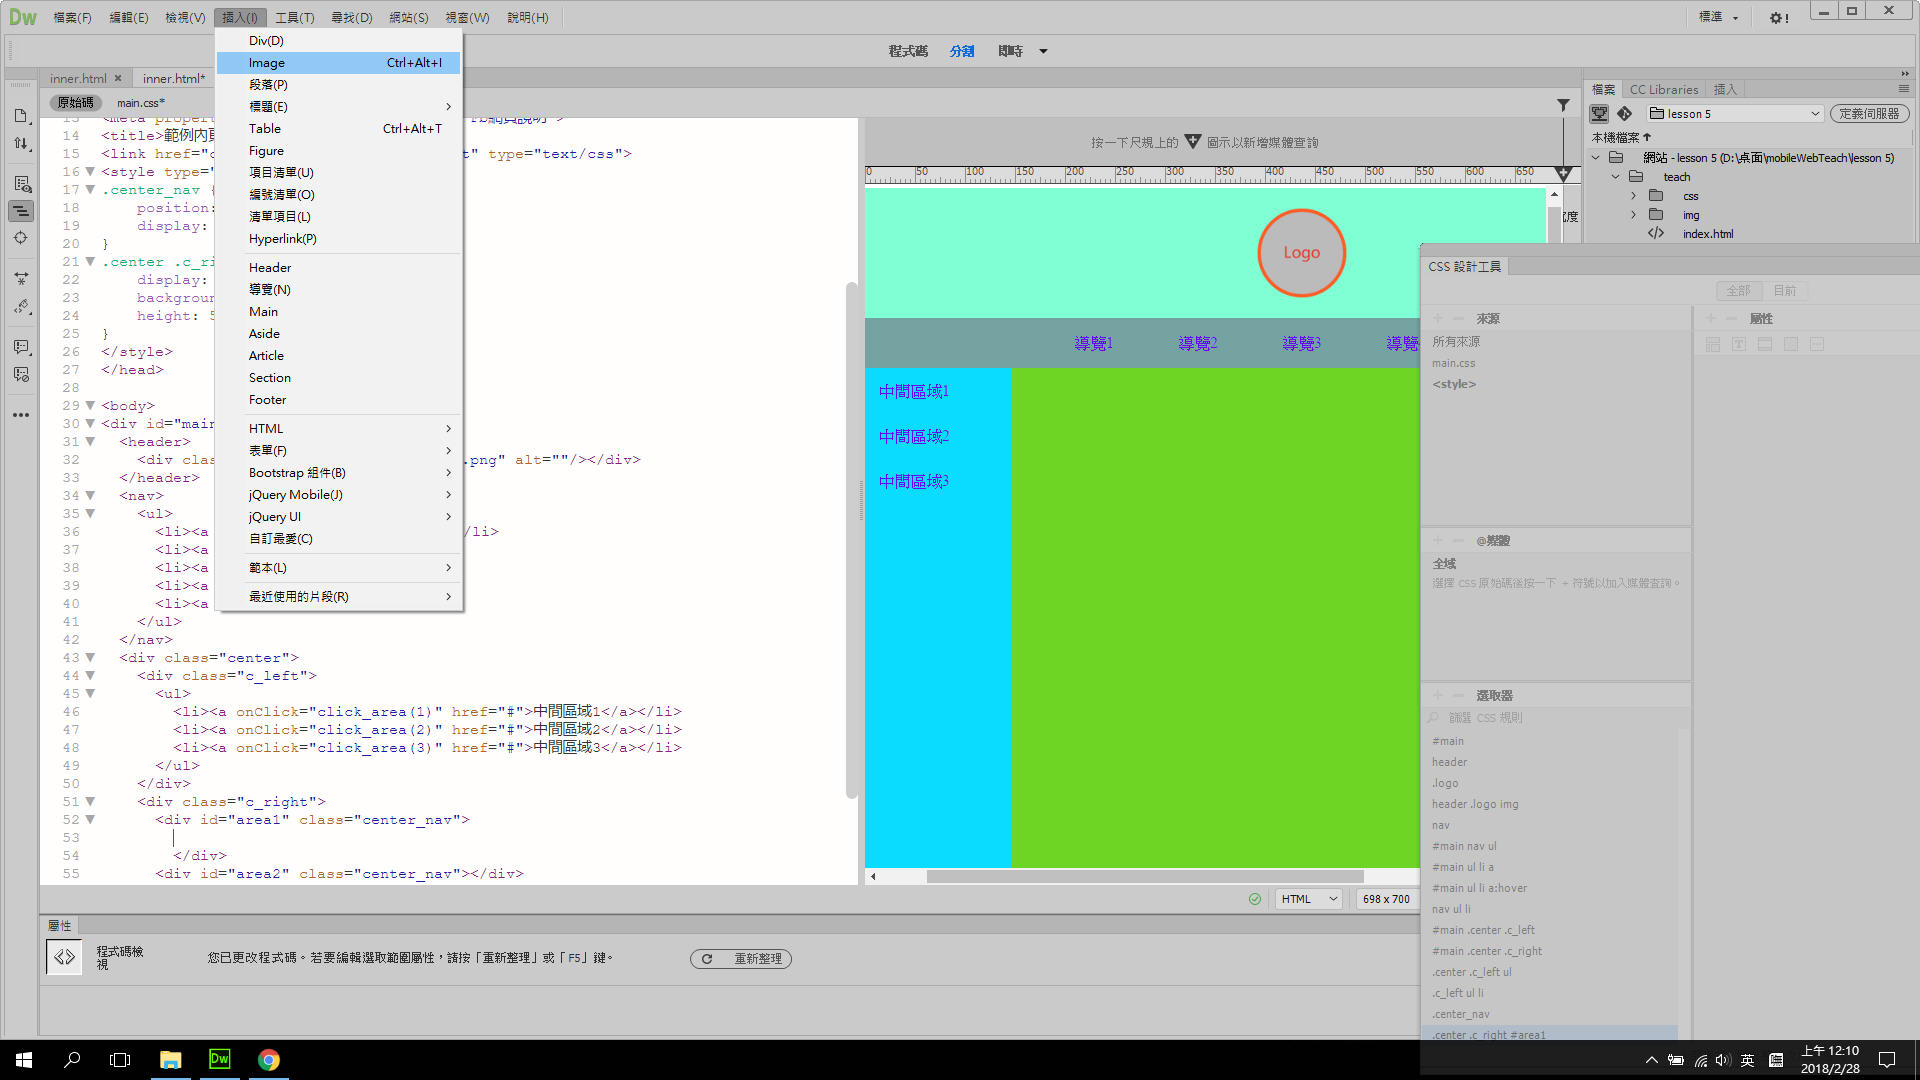 Dw 檔案(F) 編輯(E) 檢視(V) 插入(I) 工具(T) 尋找(D) 網站(S) 視窗(W) 說明(H) 標準
程式碼 分割 即時
inner.html inner.html*
原始碼 main.css*
Div(D)
Image Ctrl+Alt+I
段落(P)
標題(E)
Table Ctrl+Alt+T
Figure
項目清單(U)
編號清單(O)
清單項目(L)
Hyperlink(P)
Header
導覽(N)
Main
Aside
Article
Section
Footer
HTML
表單(F)
Bootstrap 組件(B)
jQuery Mobile(J)
jQuery UI
自訂最愛(C)
範本(L)
最近使用的片段(R)
13 <meta propert
14 <title>範例內頁
15 <link href="c t" type="text/css">
16 <style type="
17 .center_nav {
18 position:
19 display:
20 }
21 .center .c_ri
22 display:
23 background
24 height: 5
25 }
26 </style>
27 </head>
28
29 <body>
30 <div id="main
31 <header>
32 <div clas .png" alt=""/></div>
33 </header>
34 <nav>
35 <ul>
36 <li><a /li>
37 <li><a
38 <li><a
39 <li><a
40 <li><a
41 </ul>
42 </nav>
43 <div class="center">
44 <div class="c_left">
45 <ul>
46 <li><a onClick="click_area(1)" href="#">中間區域1</a></li>
47 <li><a onClick="click_area(2)" href="#">中間區域2</a></li>
48 <li><a onClick="click_area(3)" href="#">中間區域3</a></li>
49 </ul>
50 </div>
51 <div class="c_right">
52 <div id="area1" class="center_nav">
53
54 </div>
55 <div id="area2" class="center_nav"></div>
按一下尺規上的 圖示以新增媒體查詢
0 50 100 150 200 250 300 350 400 450 500 550 600 650
Logo
導覽1 導覽2 導覽3 導覽
中間區域1
中間區域2
中間區域3
HTML 698 x 700
檔案 CC Libraries 插入
lesson 5 定義伺服器
本機檔案
網站 - lesson 5 (D:\桌面\mobileWebTeach\lesson 5)
teach
css
img
index.html
CSS 設計工具
全部 目前
來源 屬性
所有來源
main.css
<style>
@媒體
全域
選擇 CSS 原始碼後按一下 + 符號以加入媒體查詢。
選取器
篩選 CSS 規則
#main
header
.logo
header .logo img
nav
#main nav ul
#main ul li a
#main ul li a:hover
nav ul li
#main .center .c_left
#main .center .c_right
.center .c_left ul
.c_left ul li
.center_nav
.center .c_right #area1
屬性
程式碼檢視
您已更改程式碼。若要編輯選取範圍屬性，請按「重新整理」或「F5」鍵。
重新整理
Dw
英
上午 12:10
2018/2/28